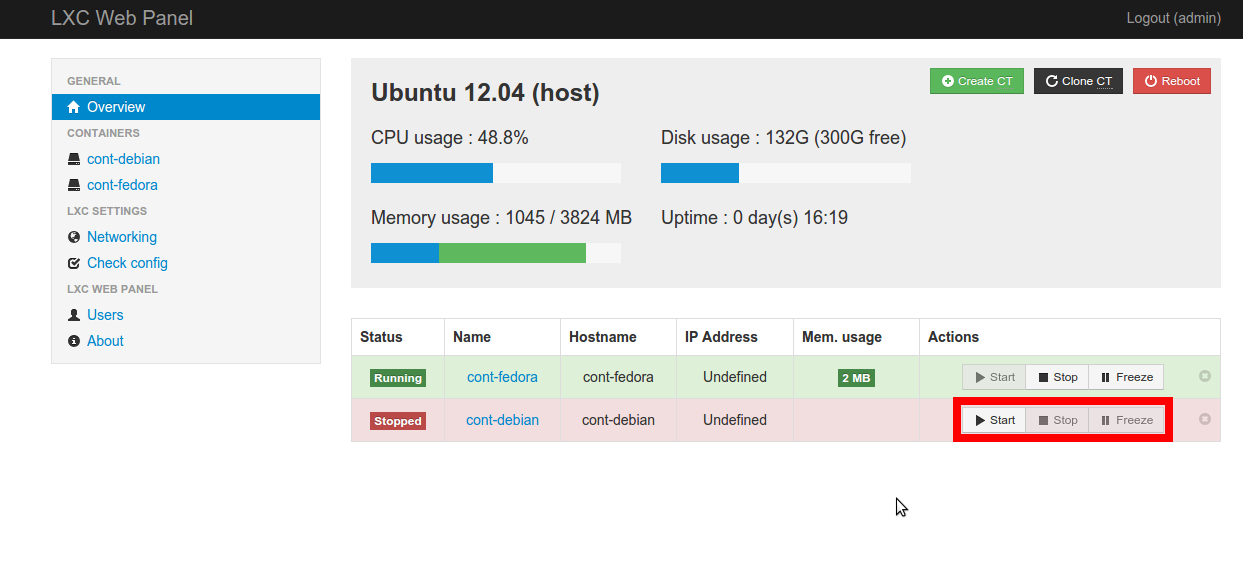 LXC Web Panel
Logout (admin)
GENERAL
Overview
CONTAINERS
cont-debian
cont-fedora
LXC SETTINGS
Networking
Check config
LXC WEB PANEL
Users
About
Ubuntu 12.04 (host)
Create CT Clone CT Reboot
CPU usage : 48.8% Disk usage : 132G (300G free)
Memory usage : 1045 / 3824 MB Uptime : 0 day(s) 16:19
Status Name Hostname IP Address Mem. usage Actions
Running cont-fedora cont-fedora Undefined 2 MB Start Stop Freeze
Stopped cont-debian cont-debian Undefined Start Stop Freeze